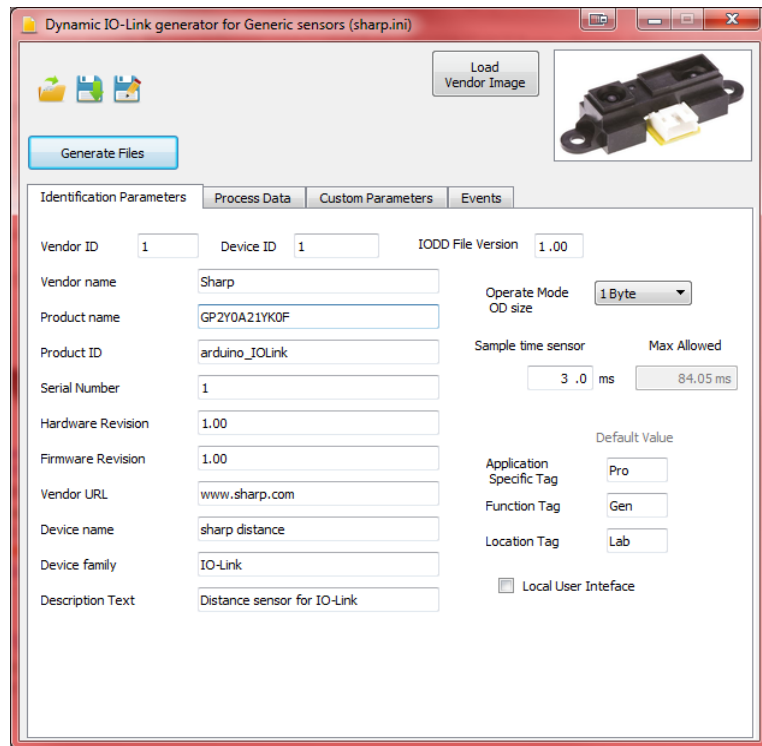 Dynamic IO-Link generator for Generic sensors (sharp.ini)
Load
Vendor Image
Generate Files
Identification Parameters Process Data Custom Parameters Events
Vendor ID 1 Device ID 1 IODD File Version 1 .00
Vendor name Sharp
Operate Mode 1 Byte
OD size
Product name GP2Y0A21YK0F
Product ID arduino_IOLink
Sample time sensor Max Allowed
3 .0 ms 84.05 ms
Serial Number 1
Hardware Revision 1.00
Default Value
Firmware Revision 1.00
Application
Specific Tag Pro
Vendor URL www.sharp.com
Function Tag Gen
Device name sharp distance
Location Tag Lab
Device family IO-Link
Local User Inteface
Description Text Distance sensor for IO-Link